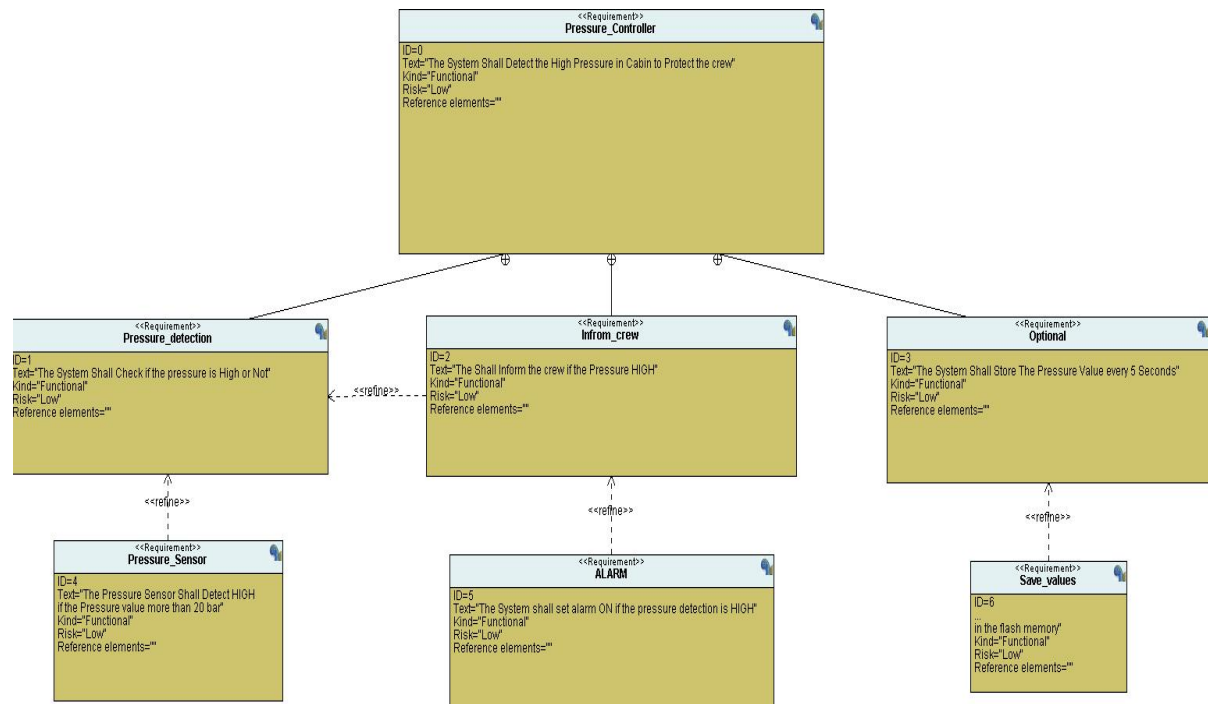 <<Requirement>>
Pressure_Controller
ID=0
Text="The System Shall Detect the High Pressure in Cabin to Protect the crew"
Kind="Functional"
Risk="Low"
Reference elements=""
<<Requirement>>
Pressure_detection
ID=1
Text="The System Shall Check if the pressure is High or Not"
Kind="Functional"
Risk="Low"
Reference elements=""
<<refine>>
<<Requirement>>
Infrom_crew
ID=2
Text="The Shall Inform the crew if the Pressure HIGH"
Kind="Functional"
Risk="Low"
Reference elements=""
<<Requirement>>
Optional
ID=3
Text="The System Shall Store The Pressure Value every 5 Seconds"
Kind="Functional"
Risk="Low"
Reference elements=""
<<refine>>
<<refine>>
<<refine>>
<<Requirement>>
Pressure_Sensor
ID=4
Text="The Pressure Sensor Shall Detect HIGH
if the Pressure value more than 20 bar"
Kind="Functional"
Risk="Low"
Reference elements=""
<<Requirement>>
ALARM
ID=5
Text="The System shall set alarm ON if the pressure detection is HIGH"
Kind="Functional"
Risk="Low"
Reference elements=""
<<Requirement>>
Save_values
ID=6
...
in the flash memory"
Kind="Functional"
Risk="Low"
Reference elements=""